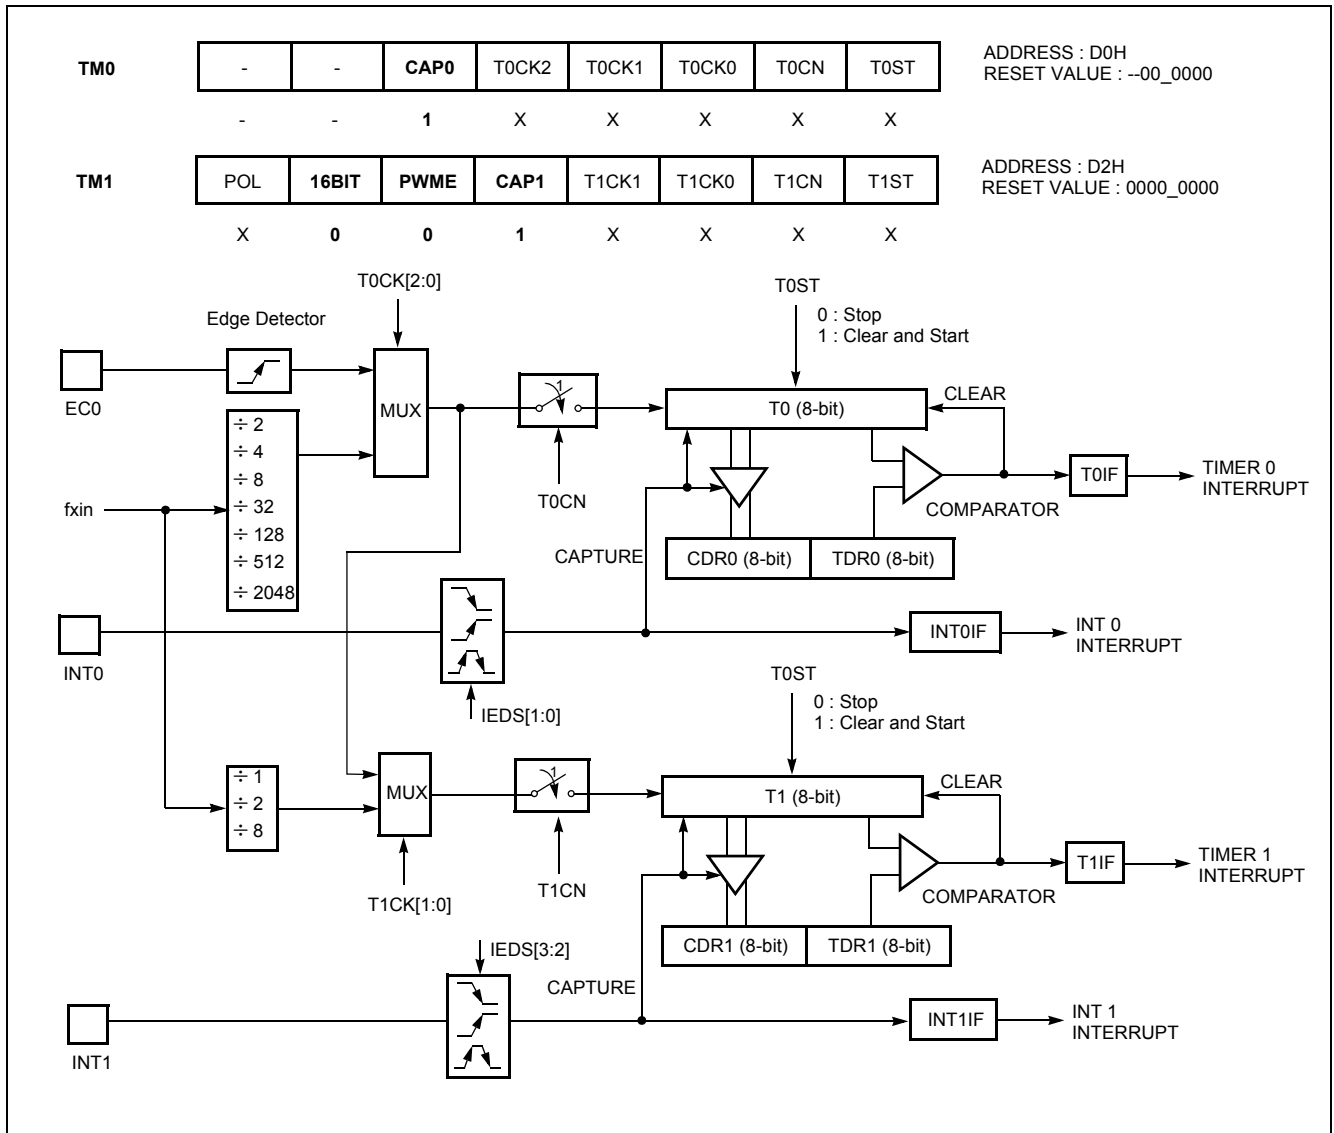 TM0 - - CAP0 T0CK2 T0CK1 T0CK0 T0CN T0ST
ADDRESS : D0H
RESET VALUE : --00_0000
- - 1 X X X X X
TM1 POL 16BIT PWME CAP1 T1CK1 T1CK0 T1CN T1ST
ADDRESS : D2H
RESET VALUE : 0000_0000
X 0 0 1 X X X X
T0CK[2:0]
T0ST
0 : Stop
1 : Clear and Start
Edge Detector
EC0
MUX
1
T0CN
T0 (8-bit)
CLEAR
÷ 2
÷ 4
÷ 8
÷ 32
÷ 128
÷ 512
÷ 2048
fxin
COMPARATOR
T0IF
TIMER 0
INTERRUPT
CAPTURE
CDR0 (8-bit)
TDR0 (8-bit)
INT0
IEDS[1:0]
INT0IF
INT 0
INTERRUPT
T0ST
0 : Stop
1 : Clear and Start
÷ 1
÷ 2
÷ 8
MUX
T1CK[1:0]
1
T1CN
T1 (8-bit)
CLEAR
COMPARATOR
T1IF
TIMER 1
INTERRUPT
CDR1 (8-bit)
TDR1 (8-bit)
IEDS[3:2]
CAPTURE
INT1
INT1IF
INT 1
INTERRUPT